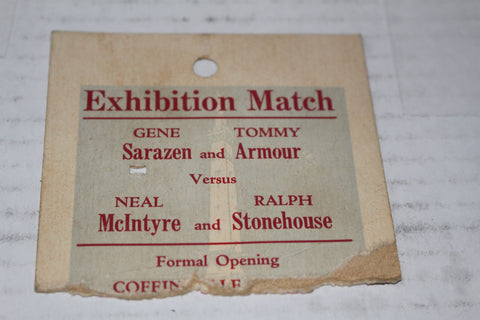 Exhibition Match
GENE TOMMY
Sarazen and Armour
Versus
NEAL RALPH
McIntyre and Stonehouse
Formal Opening